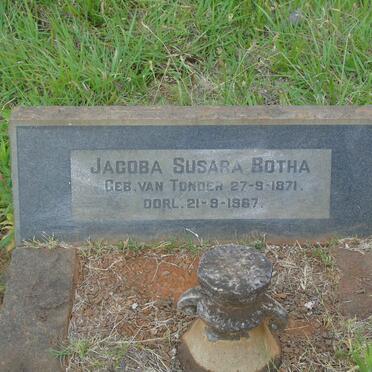 JACOBA SUSARA BOTHA
GEB. VAN TONDER 27-9-1871.
OORL. 21-9-1967.